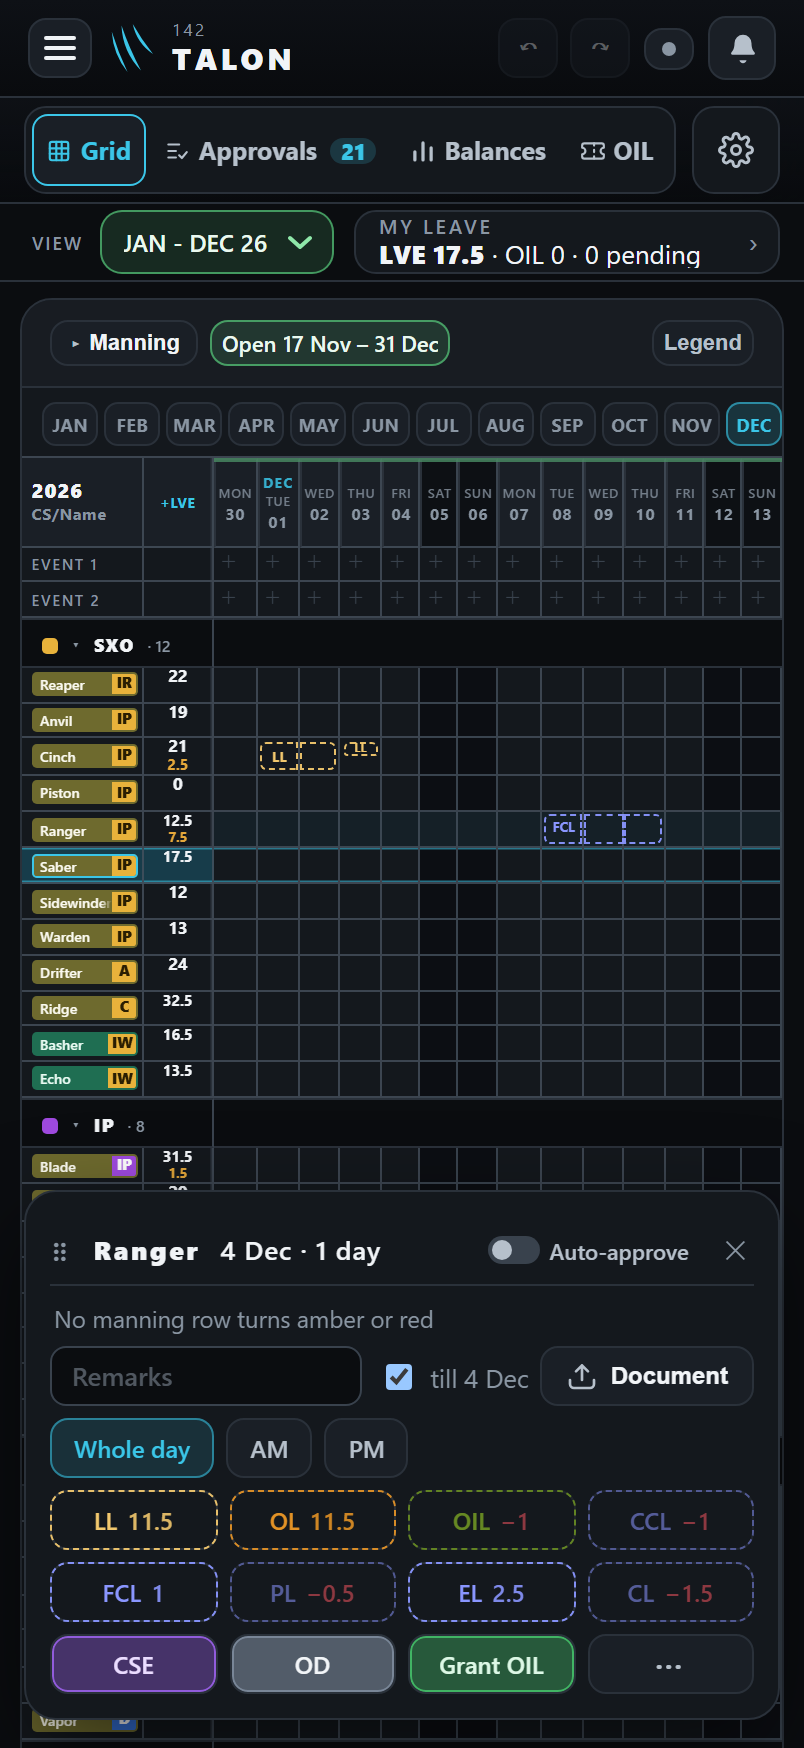 142
TALON
Grid
Approvals 21
Balances
OIL
VIEW
JAN - DEC 26
MY LEAVE
LVE 17.5 · OIL 0 · 0 pending
Manning
Open 17 Nov – 31 Dec
Legend
JAN FEB MAR APR MAY JUN JUL AUG SEP OCT NOV DEC
2026
CS/Name
+LVE
DEC
MON TUE WED THU FRI SAT SUN MON TUE WED THU FRI SAT SUN
30 01 02 03 04 05 06 07 08 09 10 11 12 13
EVENT 1 + + + + + + + + + + + + + +
EVENT 2 + + + + + + + + + + + + + +
SXO · 12
Reaper IR 22
Anvil IP 19
Cinch IP 21 2.5 LL LL
Piston IP 0
Ranger IP 12.5 7.5 FCL
Saber IP 17.5
Sidewinder IP 12
Warden IP 13
Drifter A 24
Ridge C 32.5
Basher IW 16.5
Echo IW 13.5
IP · 8
Blade IP 31.5 1.5
Ranger 4 Dec · 1 day
Auto-approve
No manning row turns amber or red
Remarks
till 4 Dec
Document
Whole day AM PM
LL 11.5 OL 11.5 OIL −1 CCL −1
FCL 1 PL −0.5 EL 2.5 CL −1.5
CSE OD Grant OIL ...
Vapor